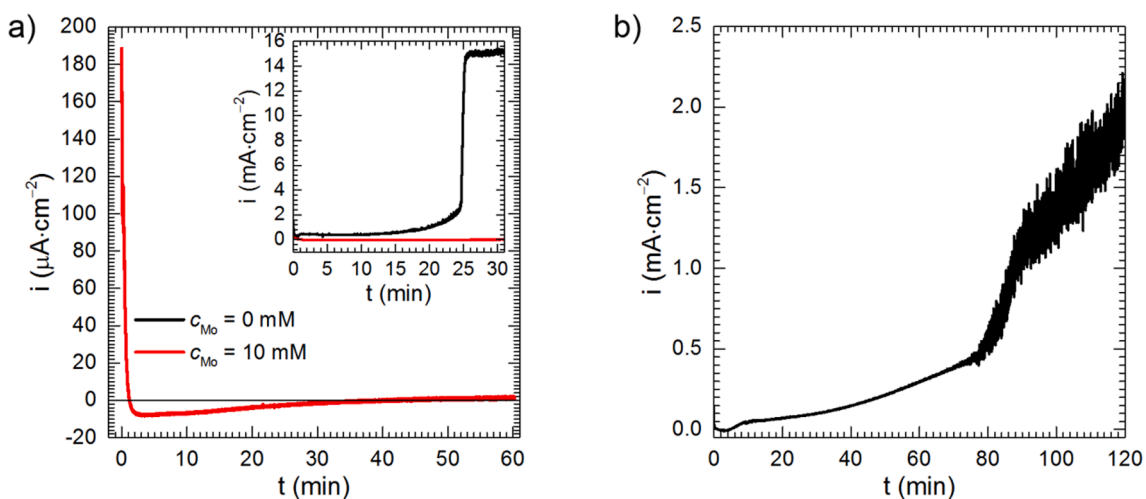 a)
i (μA·cm⁻²)
200
180
160
140
120
100
80
60
40
20
0
-20
0 10 20 30 40 50 60
t (min)
c_Mo = 0 mM
c_Mo = 10 mM
i (mA·cm⁻²)
16
14
12
10
8
6
4
2
0
0 5 10 15 20 25 30
t (min)
b)
i (mA·cm⁻²)
2.5
2.0
1.5
1.0
0.5
0.0
0 20 40 60 80 100 120
t (min)